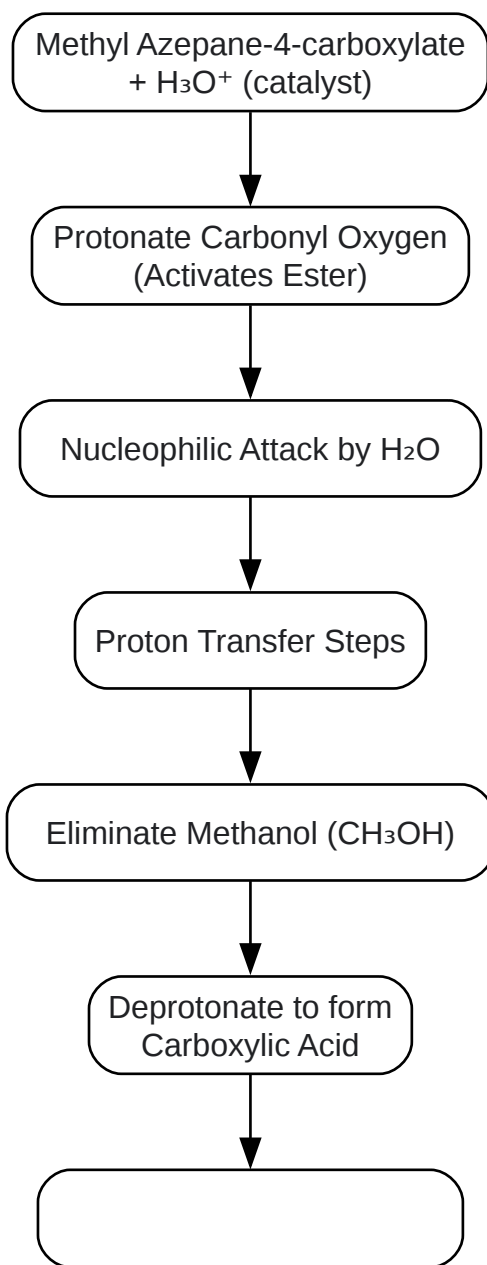 Methyl Azepane-4-carboxylate
+ H₃O⁺ (catalyst)
Protonate Carbonyl Oxygen
(Activates Ester)
Nucleophilic Attack by H₂O
Proton Transfer Steps
Eliminate Methanol (CH₃OH)
Deprotonate to form
Carboxylic Acid